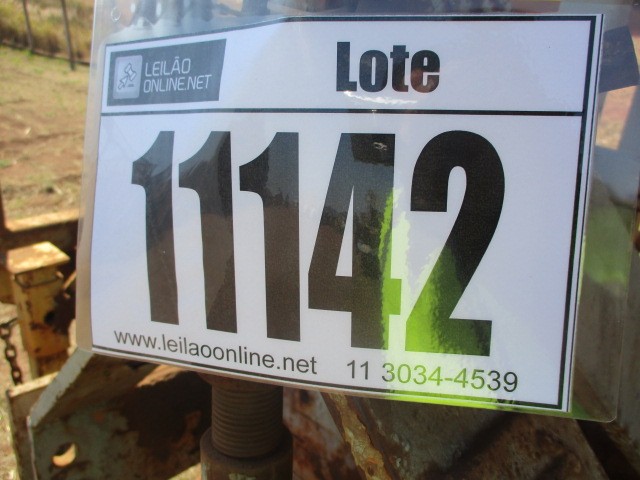 LEILÃO
ONLINE.NET
Lote
11142
www.leilaoonline.net 11 3034-4539